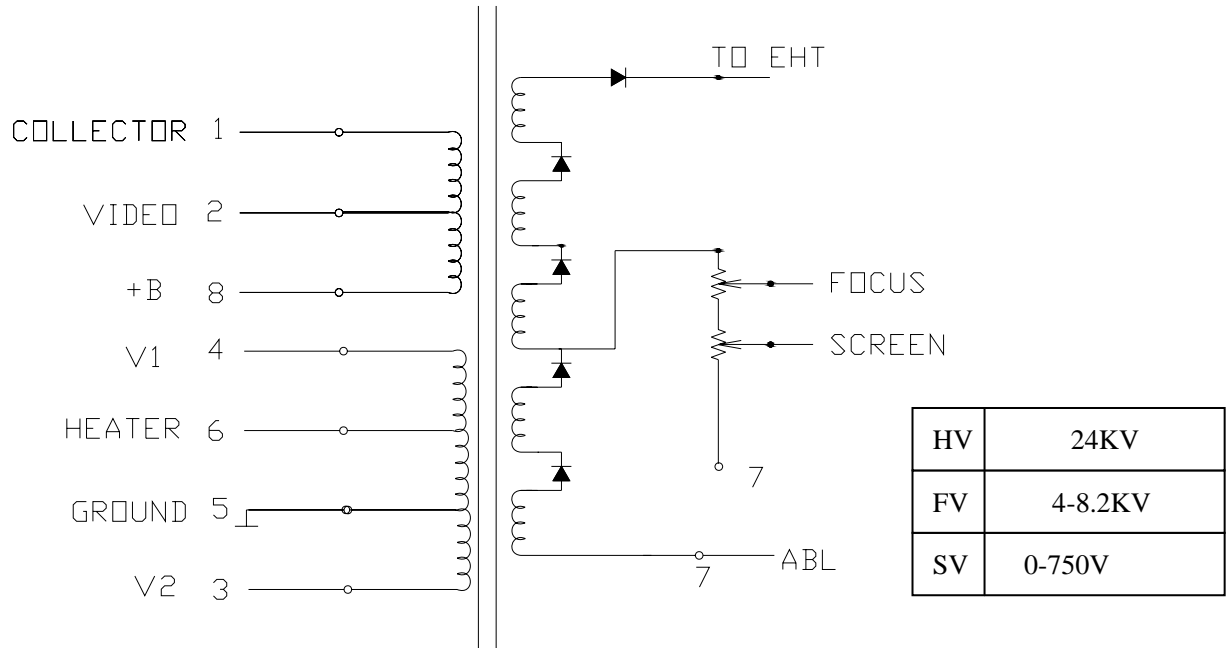 TO EHT
COLLECTOR 1
VIDEO 2
+B 8
FOCUS
V1 4
SCREEN
HEATER 6
7
GROUND 5
ABL
7
V2 3
HV 24KV
FV 4-8.2KV
SV 0-750V